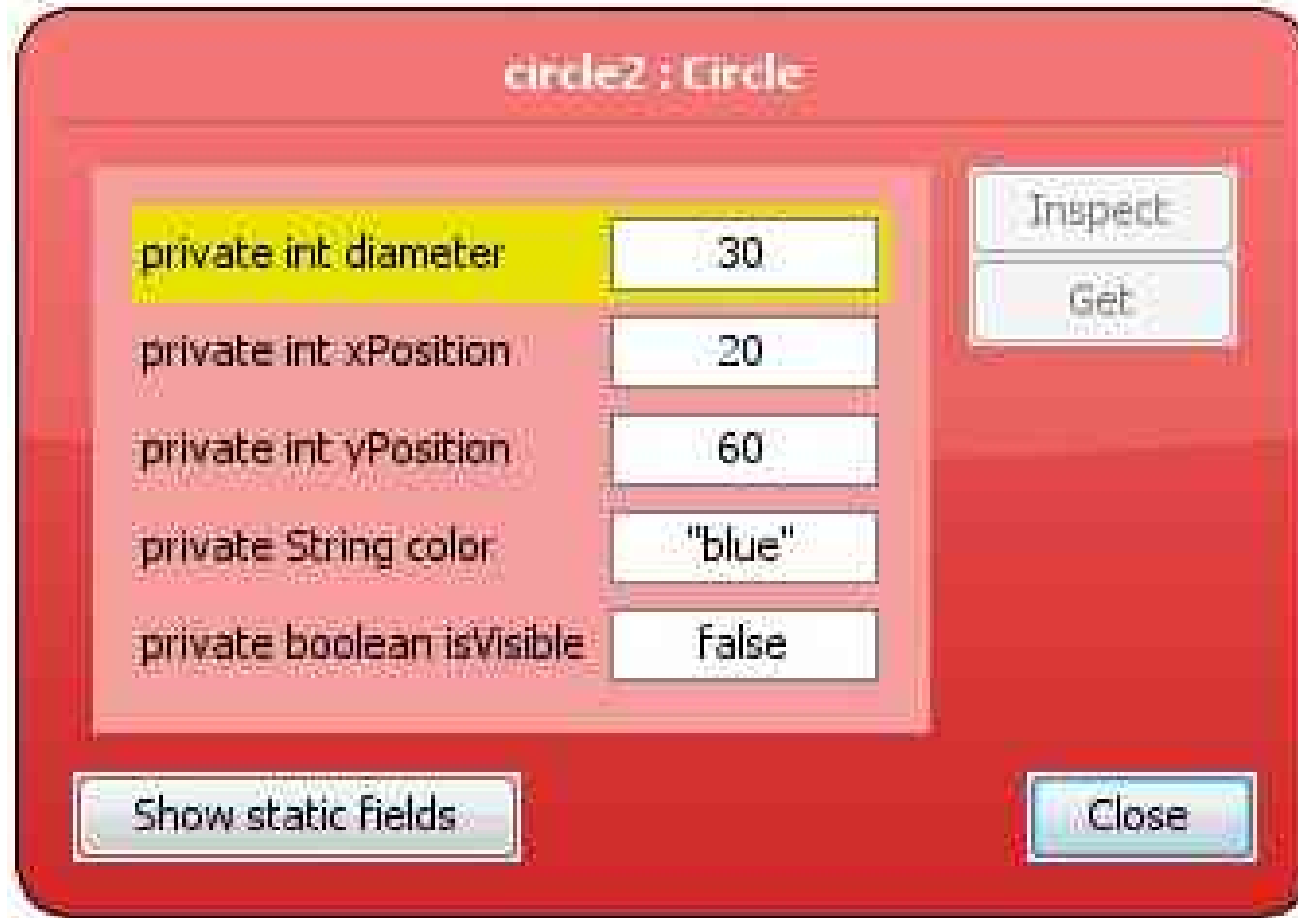 circle2 : Circle
private int diameter 30
private int xPosition 20
private int yPosition 60
private String color "blue"
private boolean isVisible false
Inspect
Get
Show static fields
Close